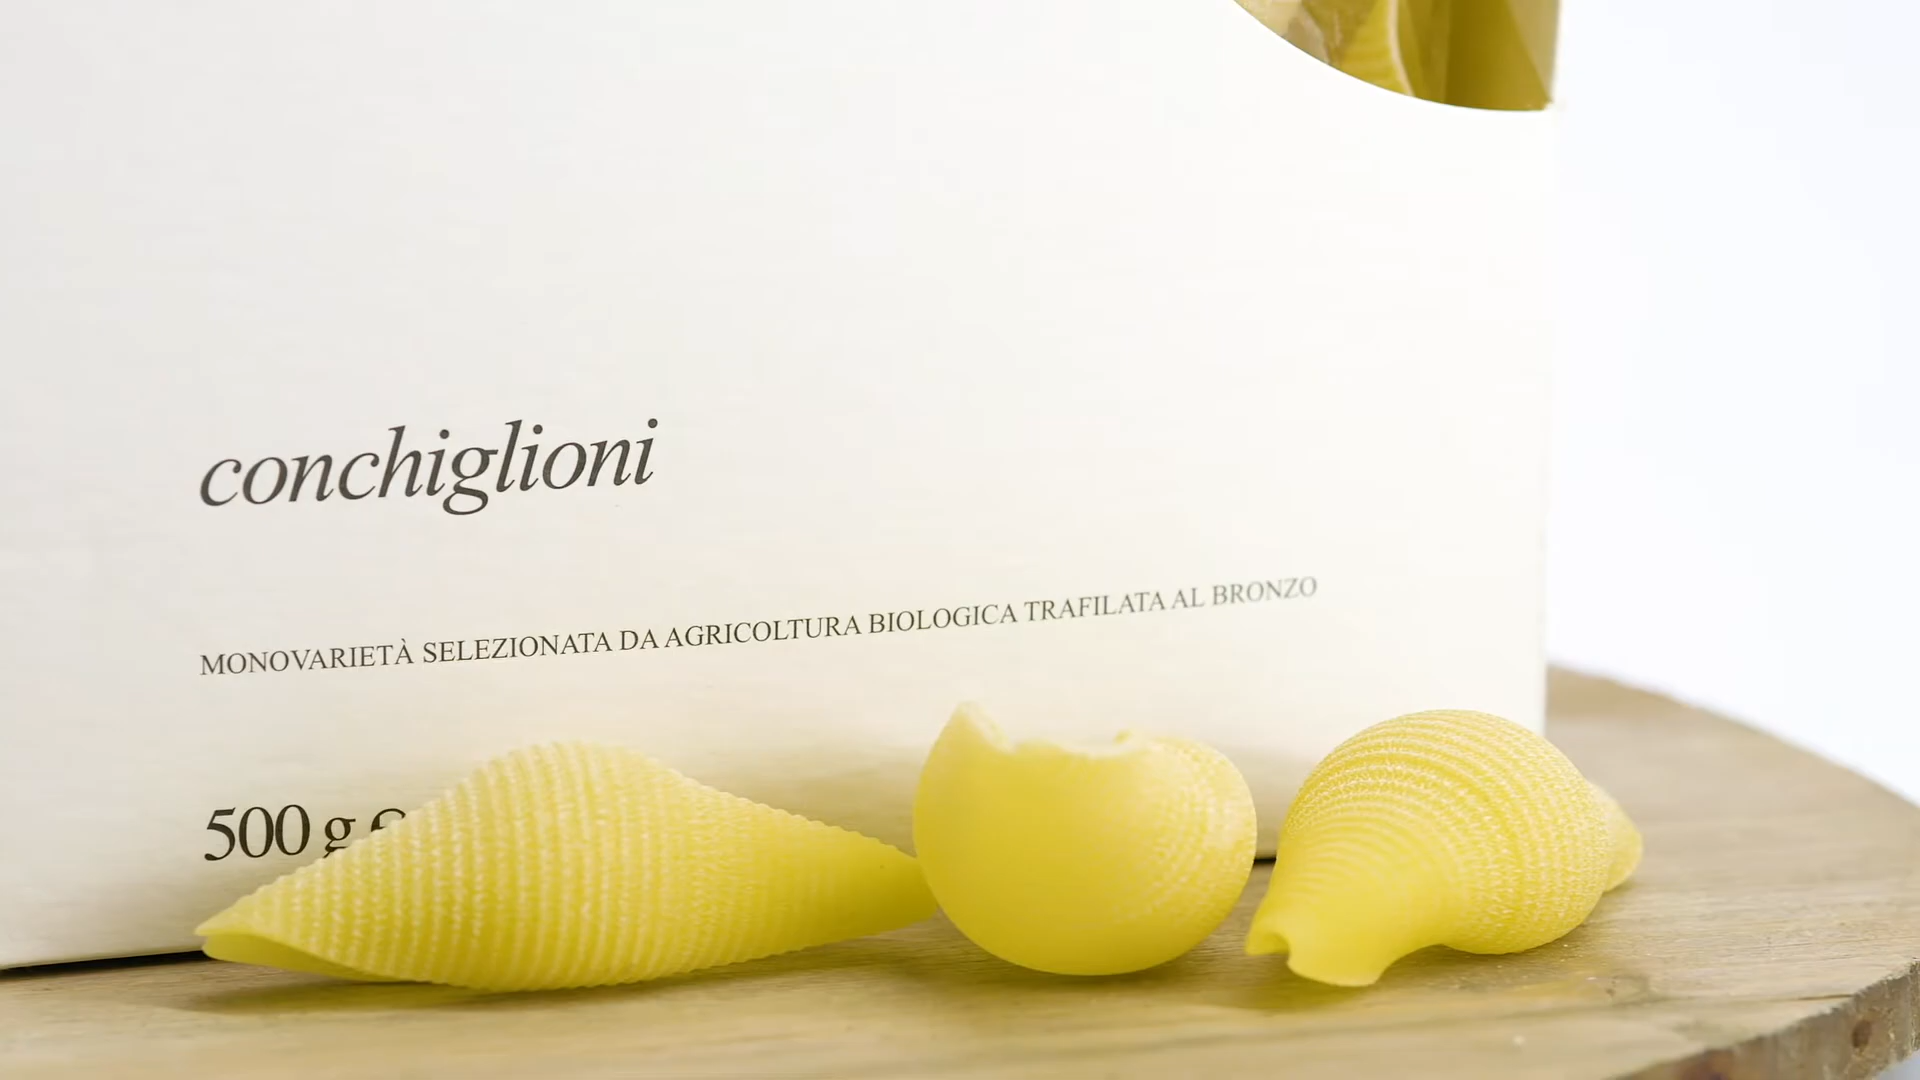 conchiglioni
MONOVARIETÀ SELEZIONATA DA AGRICOLTURA BIOLOGICA TRAFILATA AL BRONZO
500 g